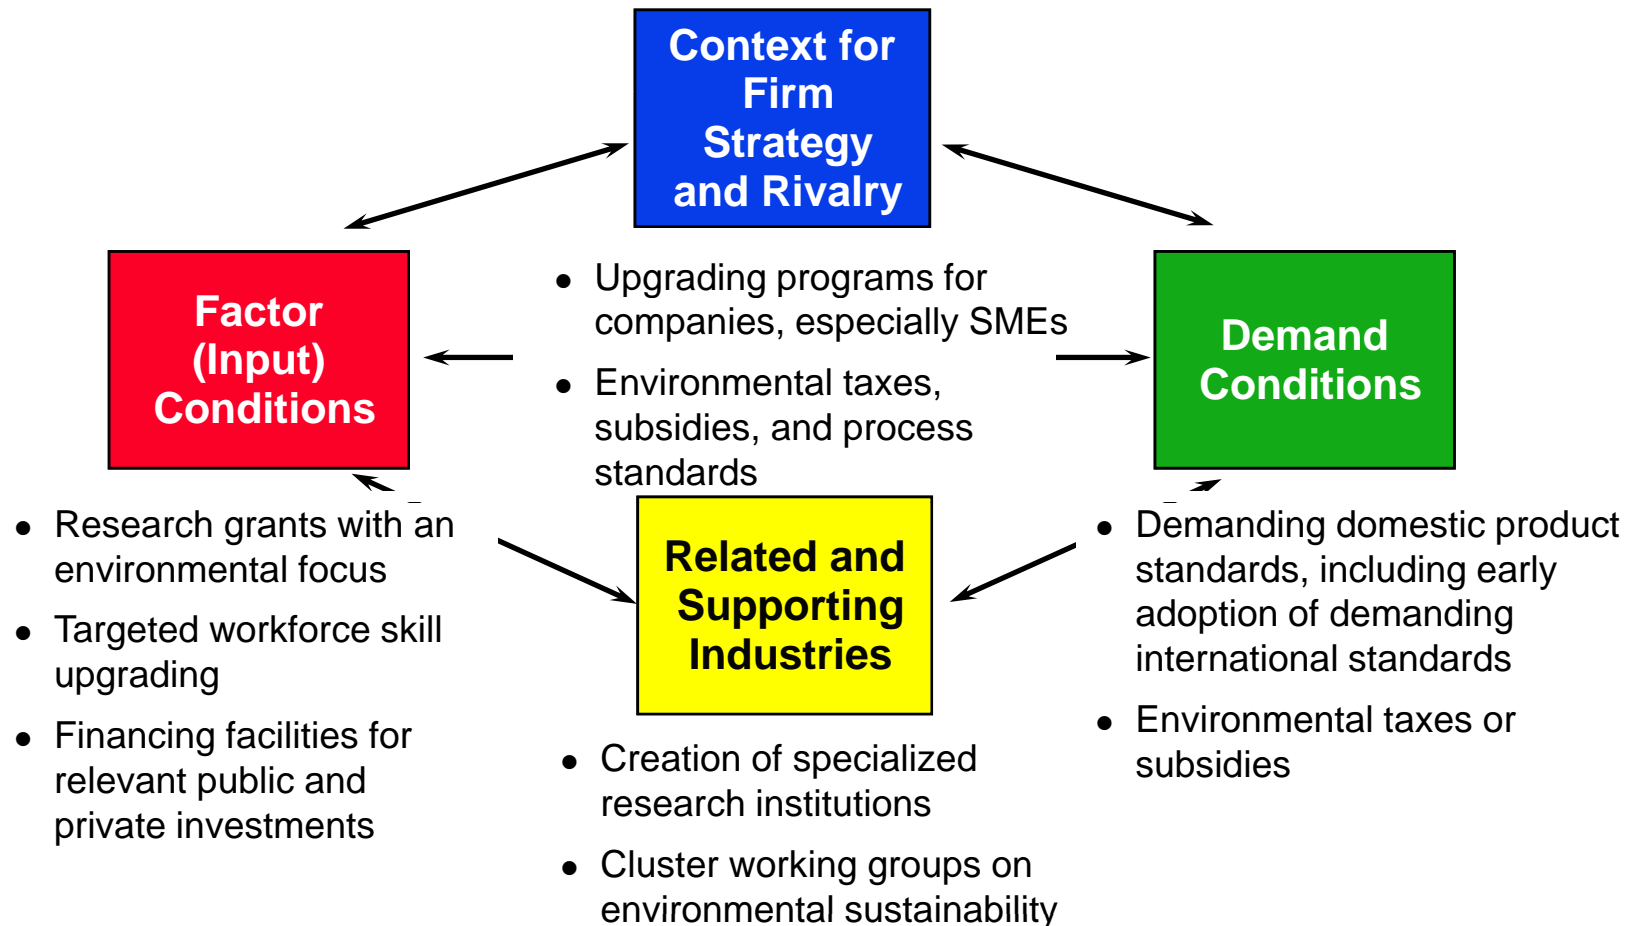 Context for
Firm
Strategy
and Rivalry
Factor
(Input)
Conditions
● Upgrading programs for
companies, especially SMEs
● Environmental taxes,
subsidies, and process
standards
Demand
Conditions
● Research grants with an
environmental focus
● Targeted workforce skill
upgrading
● Financing facilities for
relevant public and
private investments
Related and
Supporting
Industries
● Creation of specialized
research institutions
● Cluster working groups on
environmental sustainability
● Demanding domestic product
standards, including early
adoption of demanding
international standards
● Environmental taxes or
subsidies